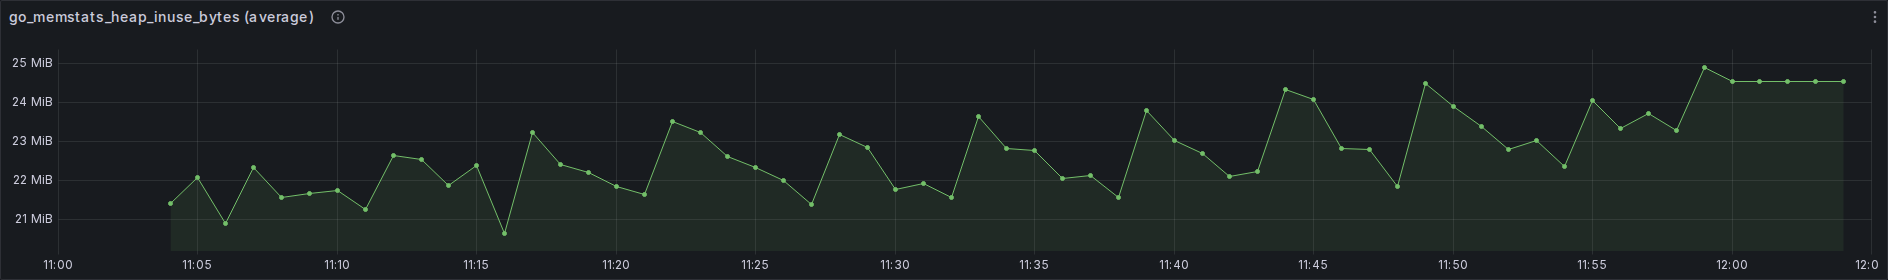 go_memstats_heap_inuse_bytes (average)
25 MiB
24 MiB
23 MiB
22 MiB
21 MiB
11:00 11:05 11:10 11:15 11:20 11:25 11:30 11:35 11:40 11:45 11:50 11:55 12:00 12:0